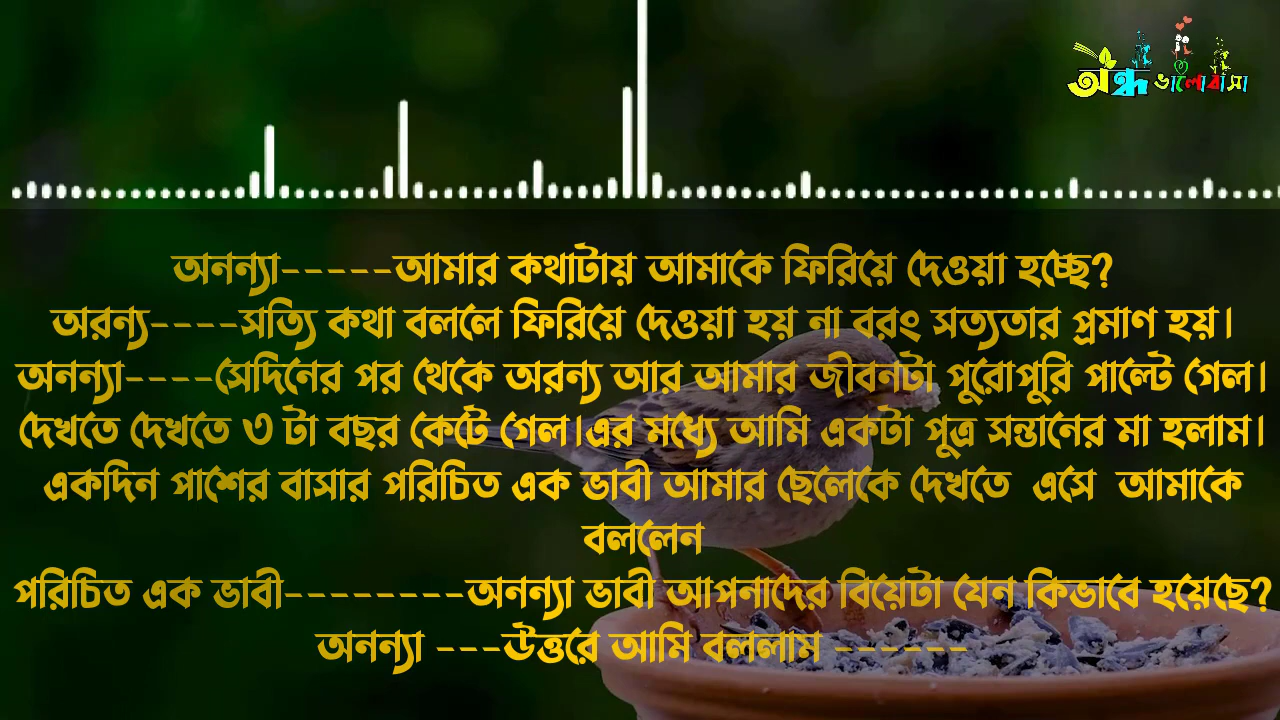 অন্ধ ভালোবাসা
অনন্যা-----আমার কথাটায় আমাকে ফিরিয়ে দেওয়া হচ্ছে?
অরন্য----সত্যি কথা বললে ফিরিয়ে দেওয়া হয় না বরং সত্যতার প্রমাণ হয়।
অনন্যা----সেদিনের পর থেকে অরন্য আর আমার জীবনটা পুরোপুরি পাল্টে গেল।
দেখতে দেখতে ৩ টা বছর কেটে গেল।এর মধ্যে আমি একটা পুত্র সন্তানের মা হলাম।
একদিন পাশের বাসার পরিচিত এক ভাবী আমার ছেলেকে দেখতে এসে আমাকে
বললেন
পরিচিত এক ভাবী--------অনন্যা ভাবী আপনাদের বিয়েটা যেন কিভাবে হয়েছে?
অনন্যা ---উত্তরে আমি বললাম ------